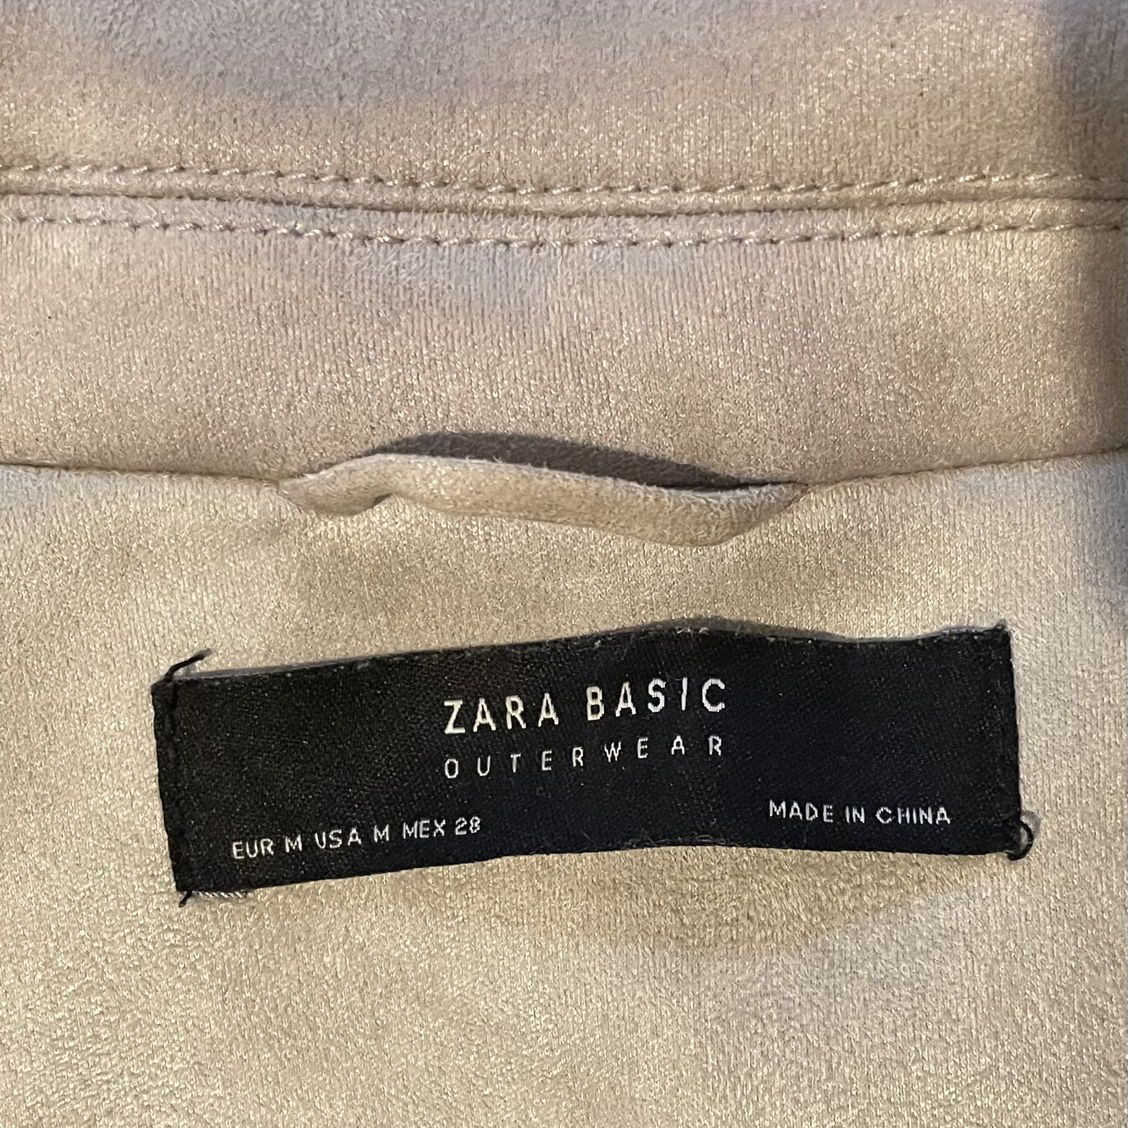 ZARA BASIC
OUTERWEAR
EUR M USA M MEX 28
MADE IN CHINA